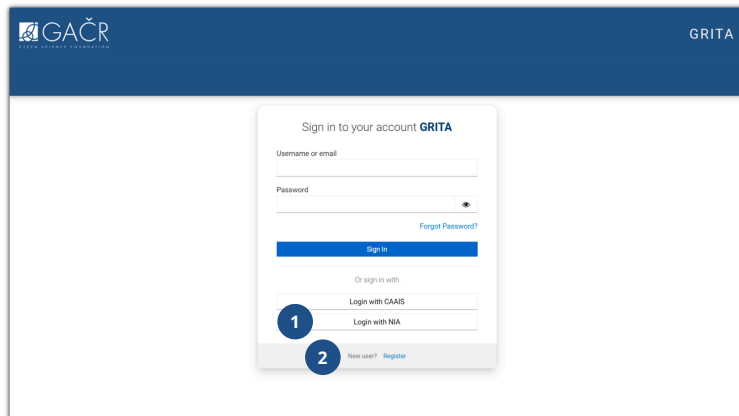 GAČR
CZECH SCIENCE FOUNDATION
GRITA
Sign in to your account GRITA
Username or email
Password
Forgot Password?
Sign In
Or sign in with
Login with CAAIS
1
Login with NIA
2
New user? Register